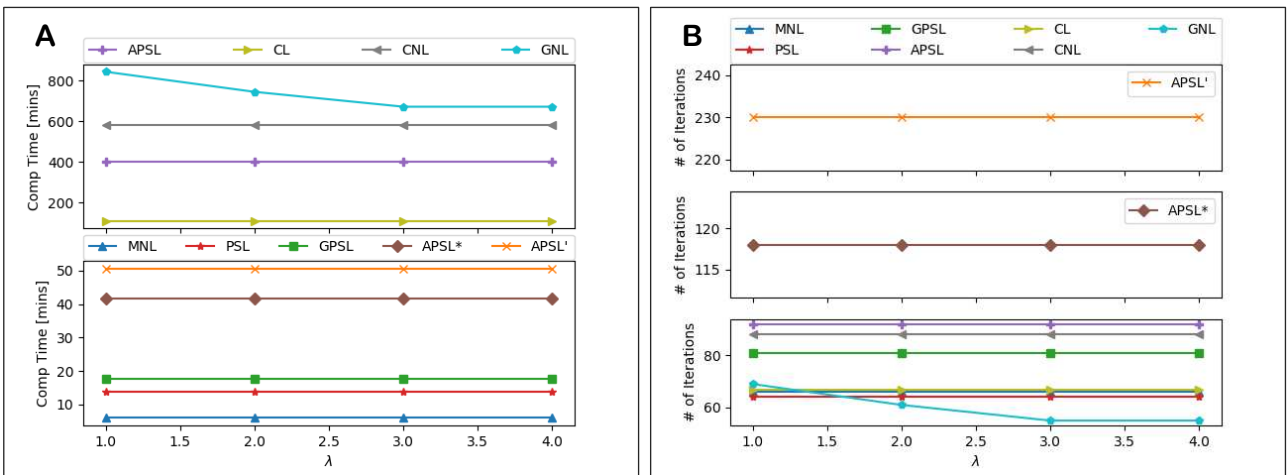 A
APSL CL CNL GNL
800
600
400
200
Comp Time [mins]
MNL PSL GPSL APSL* APSL'
50
40
30
20
10
Comp Time [mins]
1.0 1.5 2.0 2.5 3.0 3.5 4.0
λ
B
MNL GPSL CL GNL
PSL APSL CNL
APSL'
240
230
220
# of Iterations
APSL*
120
115
# of Iterations
80
60
# of Iterations
1.0 1.5 2.0 2.5 3.0 3.5 4.0
λ